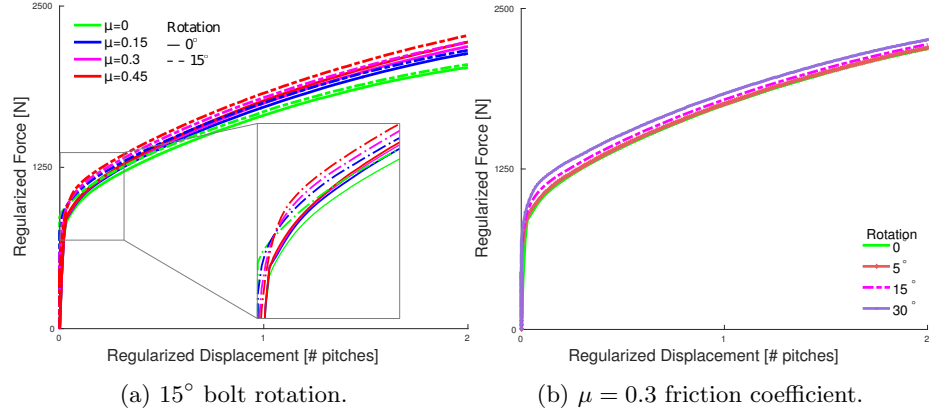 2500
μ=0 Rotation
μ=0.15 0°
μ=0.3 15°
μ=0.45
Regularized Force [N]
1250
0
0 1 2
Regularized Displacement [# pitches]
(a) 15° bolt rotation.
2500
Regularized Force [N]
1250
Rotation
0°
5°
15°
30°
0
0 1 2
Regularized Displacement [# pitches]
(b) μ = 0.3 friction coefficient.